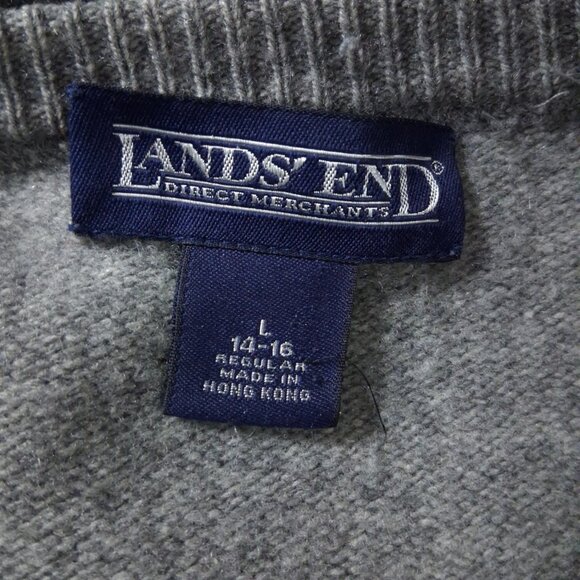 LANDS' END®
DIRECT MERCHANTS
L
14-16
REGULAR
MADE IN
HONG KONG